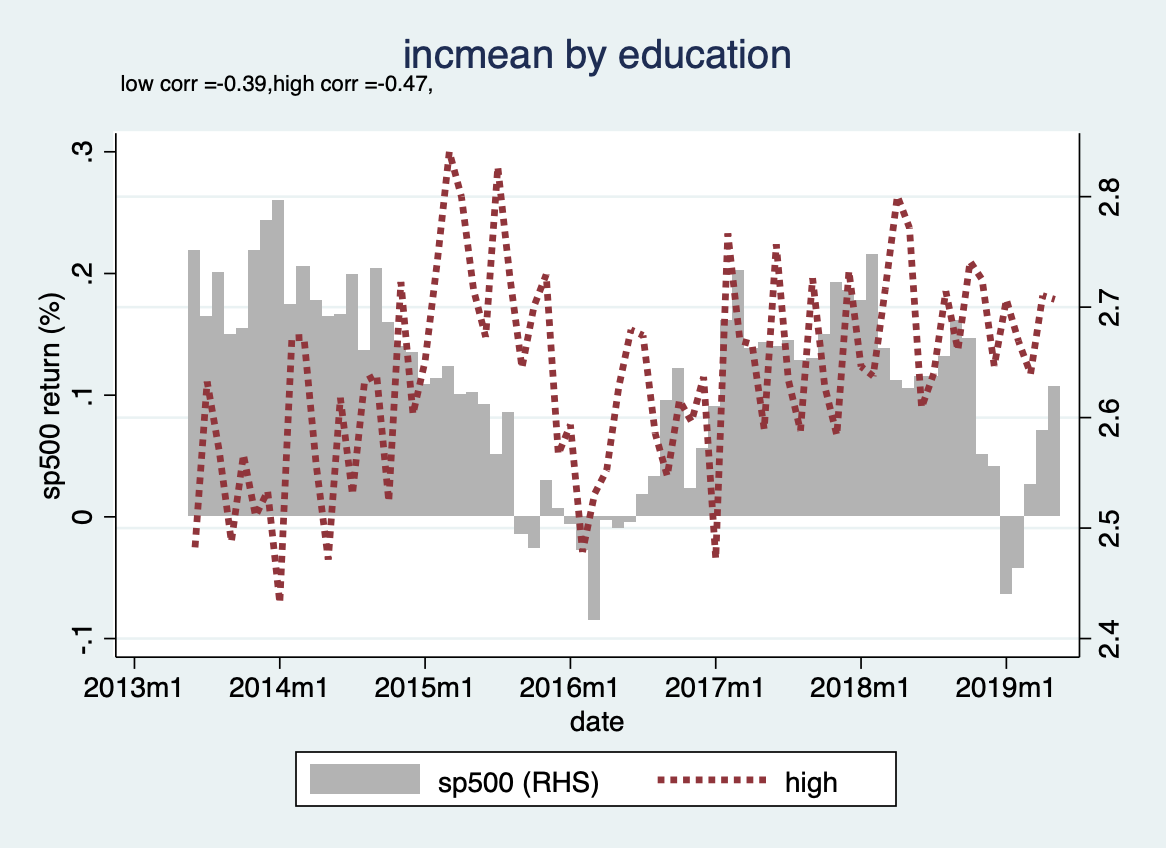 incmean by education
low corr =-0.39,high corr =-0.47,
sp500 return (%)
.3
.2
.1
0
-.1
2.8
2.7
2.6
2.5
2.4
2013m1 2014m1 2015m1 2016m1 2017m1 2018m1 2019m1
date
sp500 (RHS) high